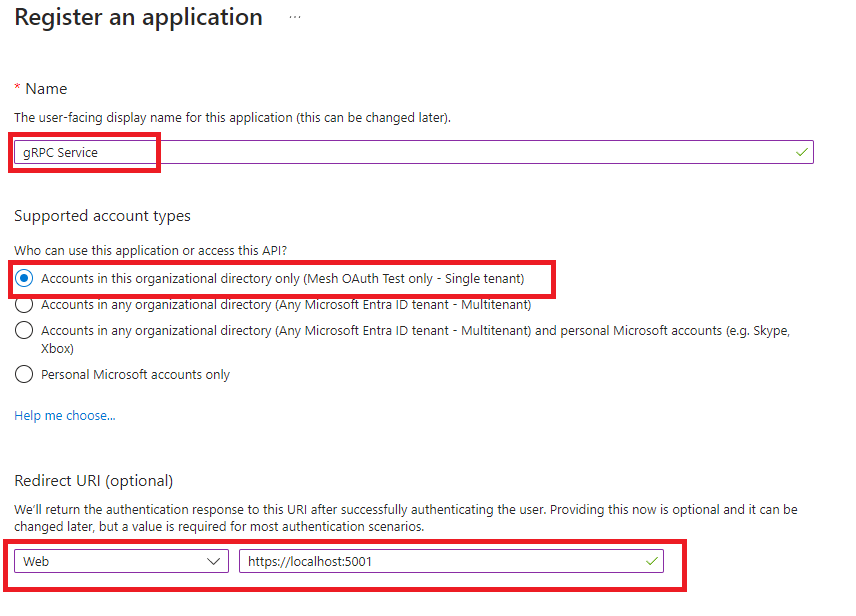 Register an application ...
* Name
The user-facing display name for this application (this can be changed later).
gRPC Service
Supported account types
Who can use this application or access this API?
Accounts in this organizational directory only (Mesh OAuth Test only - Single tenant)
Accounts in any organizational directory (Any Microsoft Entra ID tenant - Multitenant)
Accounts in any organizational directory (Any Microsoft Entra ID tenant - Multitenant) and personal Microsoft accounts (e.g. Skype,
Xbox)
Personal Microsoft accounts only
Help me choose...
Redirect URI (optional)
We'll return the authentication response to this URI after successfully authenticating the user. Providing this now is optional and it can be
changed later, but a value is required for most authentication scenarios.
Web https://localhost:5001